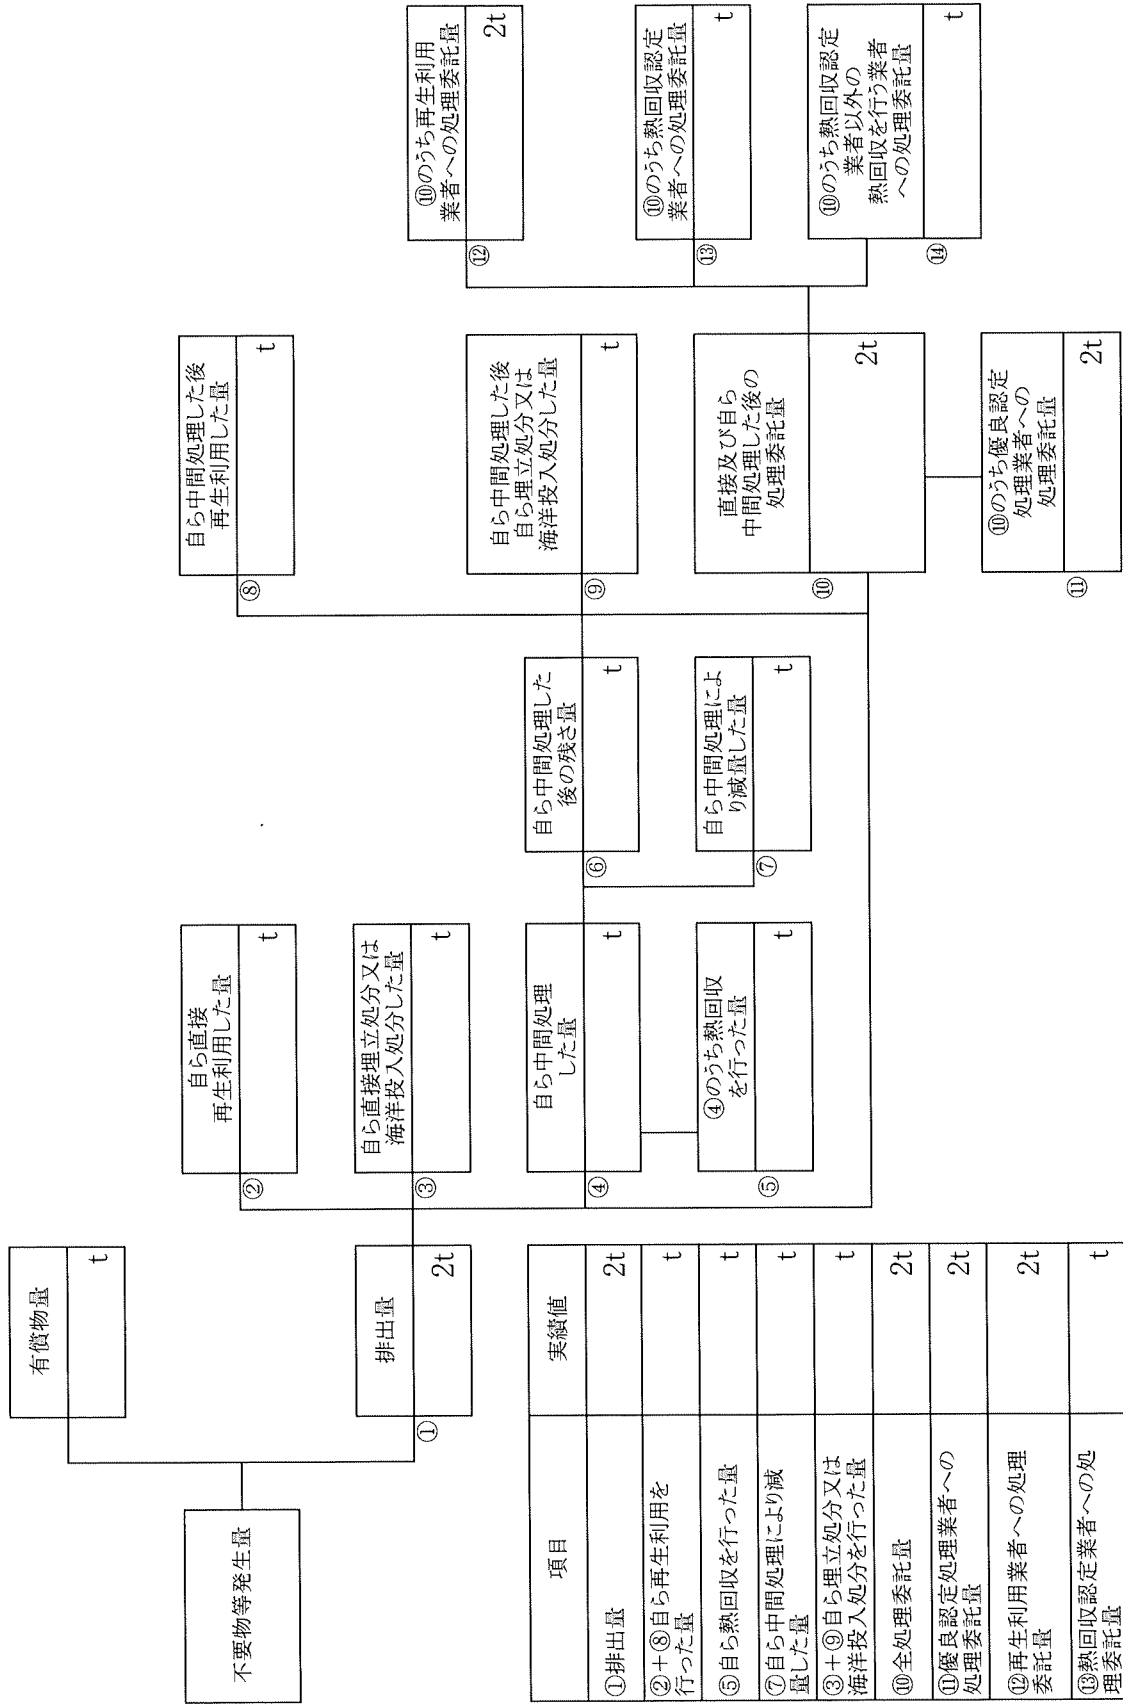 不要物等発生量
有償物量
t
①
排出量
2t
②
自ら直接
再生利用した量
t
③
自ら直接埋立処分又は
海洋投入処分した量
t
④
自ら中間処理
した量
t
⑤
④のうち熱回収
を行った量
t
⑥
自ら中間処理した
後の残さ量
t
⑦
自ら中間処理によ
り減量した量
t
⑧
自ら中間処理した後
再生利用した量
t
⑨
自ら中間処理した後
自ら埋立処分又は
海洋投入処分した量
t
⑩
直接及び自ら
中間処理した後の
処理委託量
2t
⑪
⑩のうち優良認定
処理業者への
処理委託量
2t
⑫
⑩のうち再生利用
業者への処理委託量
2t
⑬
⑩のうち熱回収認定
業者への処理委託量
t
⑭
⑩のうち熱回収認定
業者以外の
熱回収を行う業者
への処理委託量
t
項目 実績値
①排出量 2t
②+⑧自ら再生利用を
行った量 t
⑤自ら熱回収を行った量 t
⑦自ら中間処理により減
量した量 t
③+⑨自ら埋立処分又は
海洋投入処分を行った量 t
⑩全処理委託量 2t
⑪優良認定処理業者への
処理委託量 2t
⑫再生利用業者への処理
委託量 2t
⑬熱回収認定業者への処
理委託量 t